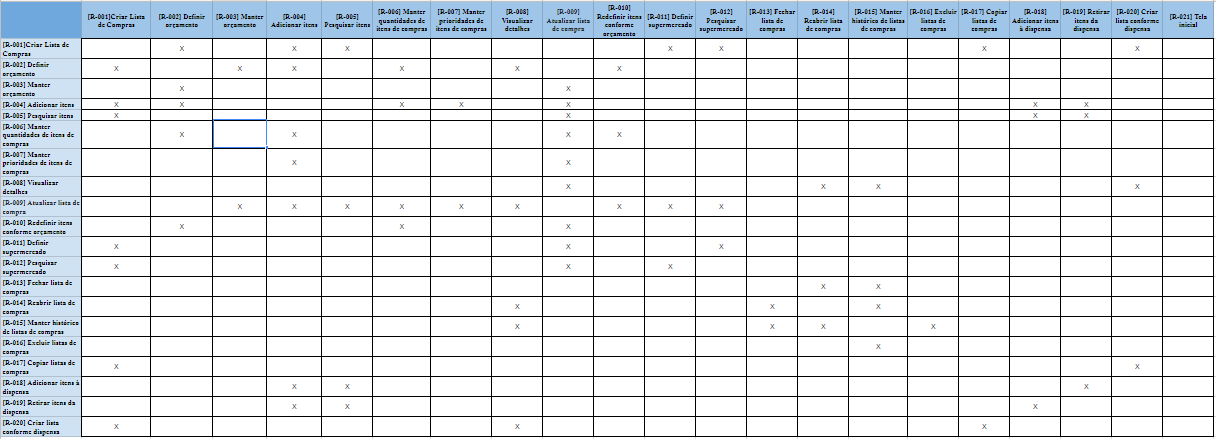 [R-001]Criar Lista
de Compras
[R-002] Definir
orçamento
[R-003] Manter
orçamento
[R-004]
Adicionar itens
[R-005]
Pesquisar itens
[R-006] Manter
quantidades de
itens de compras
[R-007] Manter
prioridades de
itens de compras
[R-008]
Visualizar
detalhes
[R-009]
Atualizar lista
de compra
[R-010]
Redefinir itens
conforme
orçamento
[R-011] Definir
supermercado
[R-012]
Pesquisar
supermercado
[R-013] Fechar
lista de
compras
[R-014]
Reabrir lista
de compras
[R-015] Manter
histórico de listas
de compras
[R-016] Excluir
listas de
compras
[R-017] Copiar
listas de
compras
[R-018]
Adicionar itens
à dispensa
[R-019] Retirar
itens da
dispensa
[R-020] Criar
lista conforme
dispensa
[R-021] Tela
inicial
[R-001]Criar Lista de
Compras
X X X X X X X
[R-002] Definir
orçamento
X X X X X X
[R-003] Manter
orçamento
X X
[R-004] Adicionar itens X X X X X X X
[R-005] Pesquisar itens X X X X
[R-006] Manter
quantidades de itens de
compras
X X X X
[R-007] Manter
prioridades de itens de
compras
X X
[R-008] Visualizar
detalhes
X X X X
[R-009] Atualizar lista de
compra
X X X X X X X X X
[R-010] Redefinir itens
conforme orçamento
X X X
[R-011] Definir
supermercado
X X X
[R-012] Pesquisar
supermercado
X X X
[R-013] Fechar lista de
compras
X X
[R-014] Reabrir lista de
compras
X X X
[R-015] Manter histórico
de listas de compras
X X X X
[R-016] Excluir listas de
compras
X
[R-017] Copiar listas de
compras
X X
[R-018] Adicionar itens à
dispensa
X X X
[R-019] Retirar itens da
dispensa
X X X
[R-020] Criar lista
conforme dispensa
X X X